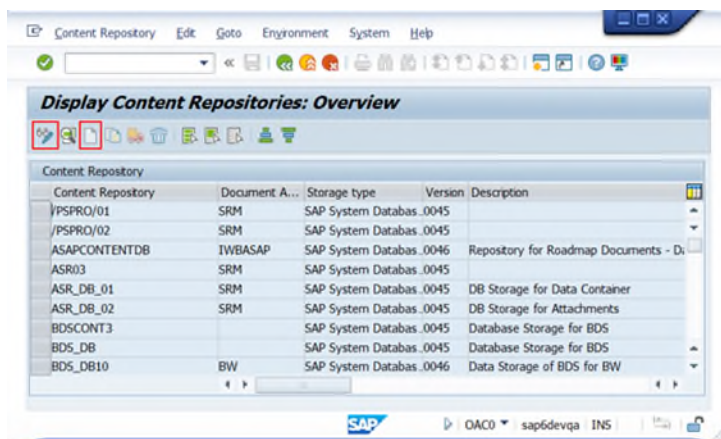 Content Repository Edit Goto Environment System Help
Display Content Repositories: Overview
Content Repository
Content Repository Document A... Storage type Version Description
/PSPRO/01 SRM SAP System Databas..0045
/PSPRO/02 SRM SAP System Databas..0045
ASAPCONTENTDB IWBASAP SAP System Databas..0046 Repository for Roadmap Documents - Da
ASR03 SRM SAP System Databas..0045
ASR_DB_01 SRM SAP System Databas..0045 DB Storage for Data Container
ASR_DB_02 SRM SAP System Databas..0045 DB Storage for Attachments
BDSCONT3 SAP System Databas..0045 Database Storage for BDS
BDS_DB SAP System Databas..0045 Database Storage for BDS
BDS_DB10 BW SAP System Databas..0046 Data Storage of BDS for BW
SAP OAC0 sap6devqa INS